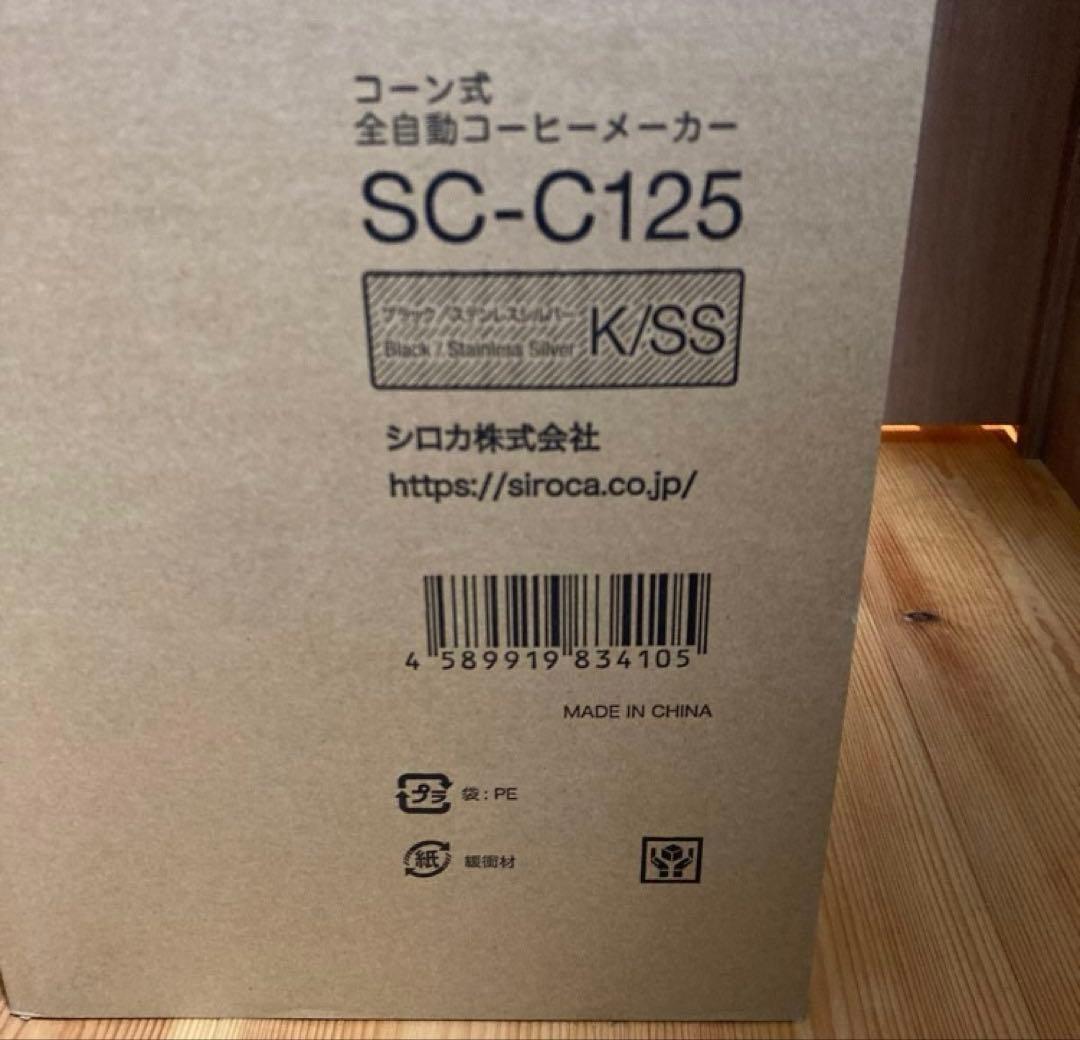 コーン式
全自動コーヒーメーカー
SC-C125
ブラック/ステンレスシルバー
Black / Stainless Silver
K/SS
シロカ株式会社
https://siroca.co.jp/
4 589919 834105
MADE IN CHINA
プラ 袋:PE
紙 緩衝材